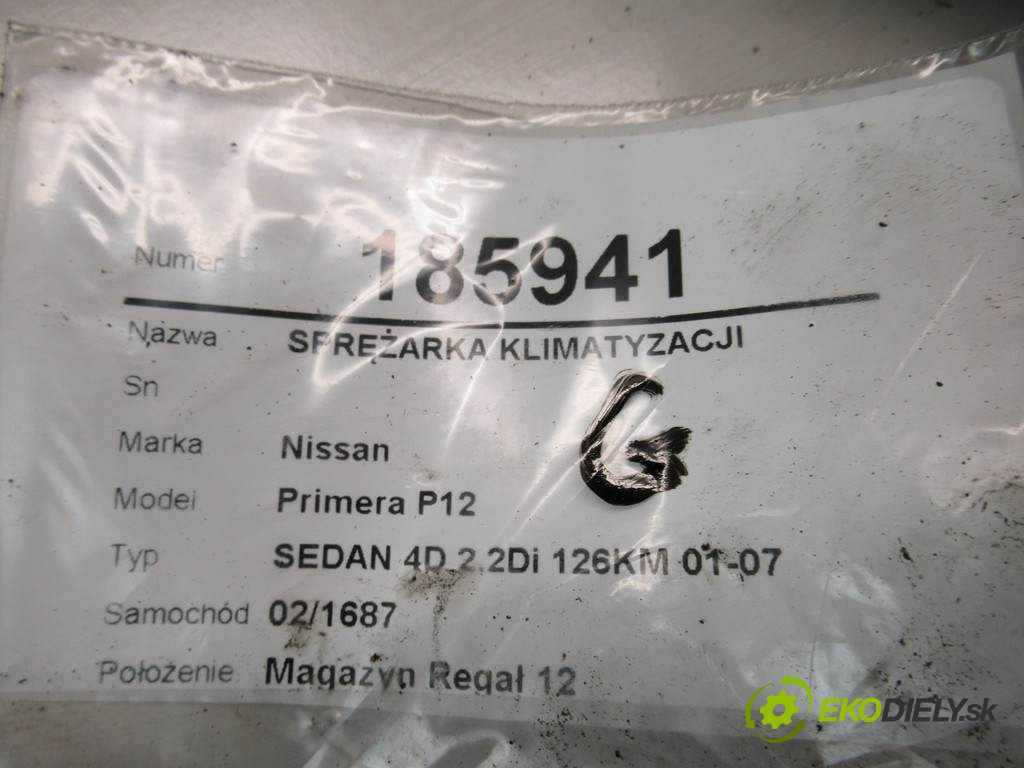 Numer 185941
Nazwa SPRĘŻARKA KLIMATYZACJI
Sn
G
Marka Nissan
Model Primera P12
Typ SEDAN 4D 2.2Di 126KM 01-07
Samochód 02/1687
Położenie Magazyn Regał 12
EKODIELY.sk